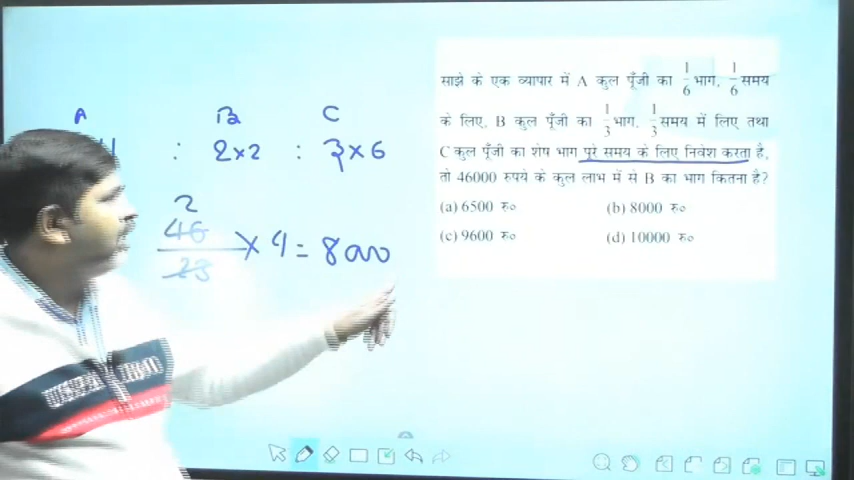 साझे के एक व्यापार में A कुल पूँजी का 1/6 भाग, 1/6 समय
के लिए, B कुल पूँजी का 1/3 भाग, 1/3 समय में लिए तथा
C कुल पूँजी का शेष भाग पूरे समय के लिए निवेश करता है,
तो 46000 रुपये के कुल लाभ में से B का भाग कितना है?
(a) 6500 रु० (b) 8000 रु०
(c) 9600 रु० (d) 10000 रु०
A B C
: 2×2 : 3×6
2
46/23 × 4 = 8000